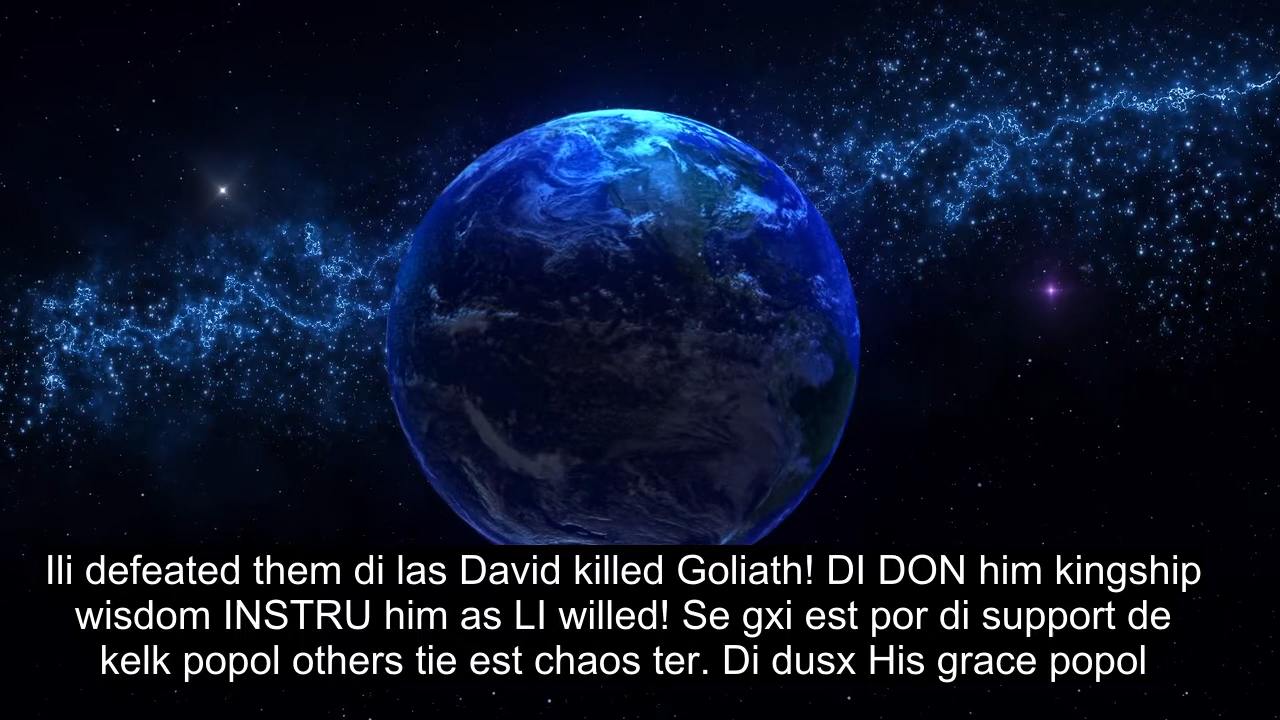 Ili defeated them di las David killed Goliath! DI DON him kingship
wisdom INSTRU him as LI willed! Se gxi est por di support de
kelk popol others tie est chaos ter. Di dusx His grace popol